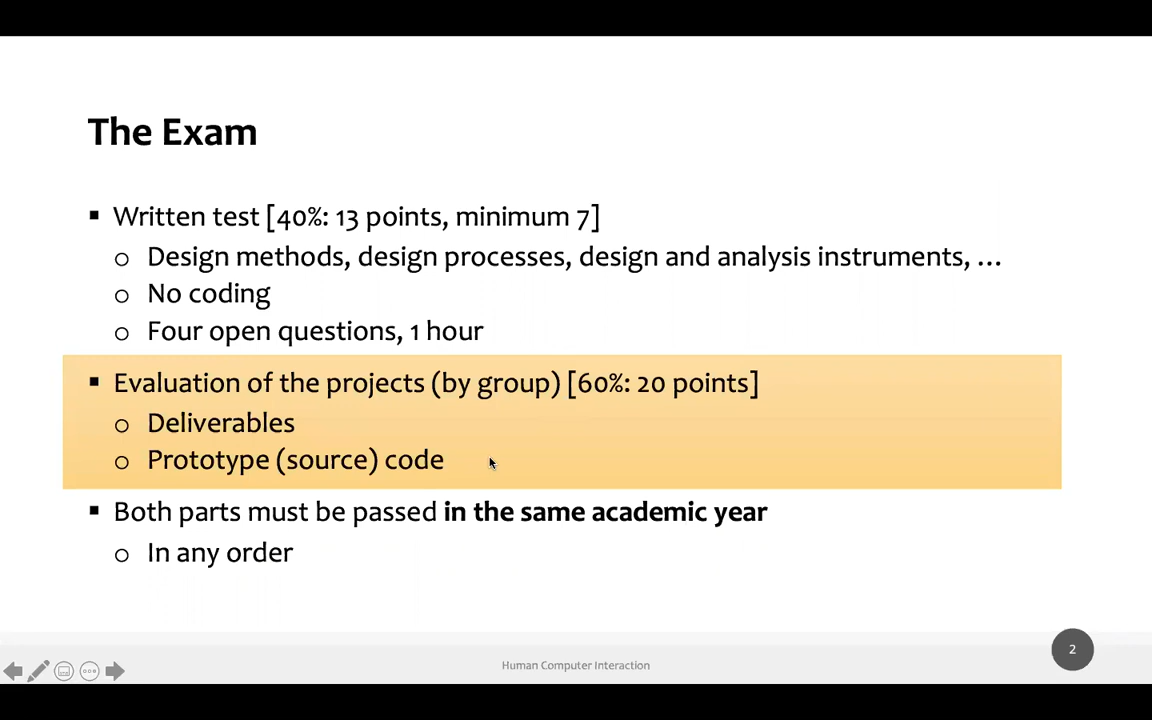 The Exam
▪ Written test [40%: 13 points, minimum 7]
o Design methods, design processes, design and analysis instruments, …
o No coding
o Four open questions, 1 hour
▪ Evaluation of the projects (by group) [60%: 20 points]
o Deliverables
o Prototype (source) code
▪ Both parts must be passed in the same academic year
o In any order
Human Computer Interaction
2